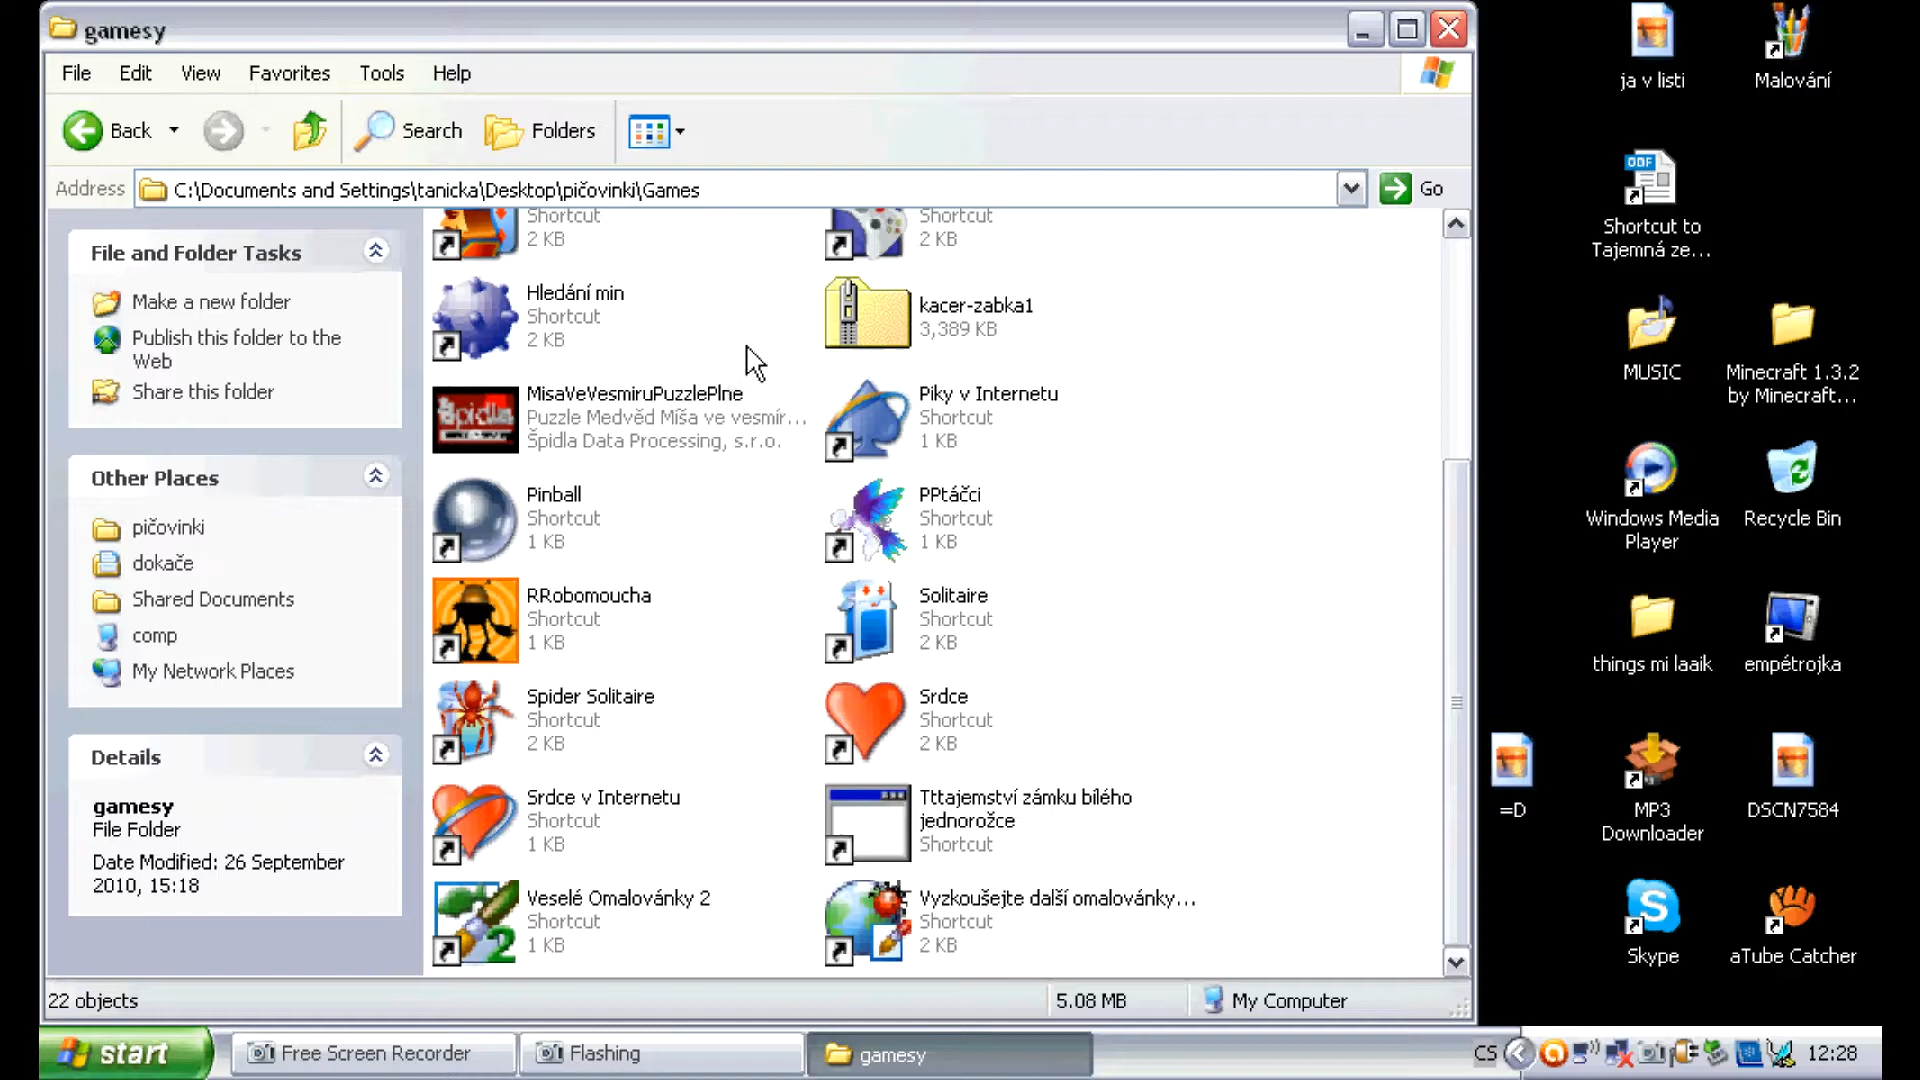 gamesy
File Edit View Favorites Tools Help
Back Search Folders
Address C:\Documents and Settings\tanicka\Desktop\pičovinki\Games Go
File and Folder Tasks
Make a new folder
Publish this folder to the
Web
Share this folder
Other Places
pičovinki
dokače
Shared Documents
comp
My Network Places
Details
gamesy
File Folder
Date Modified: 26 September
2010, 15:18
Shortcut
2 KB
Shortcut
2 KB
Hledání min
Shortcut
2 KB
kacer-zabka1
3,389 KB
MisaVeVesmiruPuzzlePlne
Puzzle Medvěd Míša ve vesmír...
Špidla Data Processing, s.r.o.
Špidla
Piky v Internetu
Shortcut
1 KB
Pinball
Shortcut
1 KB
PPtáčci
Shortcut
1 KB
RRobomoucha
Shortcut
1 KB
Solitaire
Shortcut
2 KB
Spider Solitaire
Shortcut
2 KB
Srdce
Shortcut
2 KB
Srdce v Internetu
Shortcut
1 KB
Tttajemství zámku bílého
jednorožce
Shortcut
Veselé Omalovánky 2
Shortcut
1 KB
2
Vyzkoušejte další omalovánky...
Shortcut
2 KB
22 objects 5.08 MB My Computer
ja v listi
Malování
ODF
Shortcut to
Tajemná ze...
MUSIC
Minecraft 1.3.2
by Minecraft...
Windows Media
Player
Recycle Bin
things mi laaik
empétrojka
=D
MP3
Downloader
DSCN7584
S
Skype
aTube Catcher
start Free Screen Recorder Flashing gamesy CS 12:28